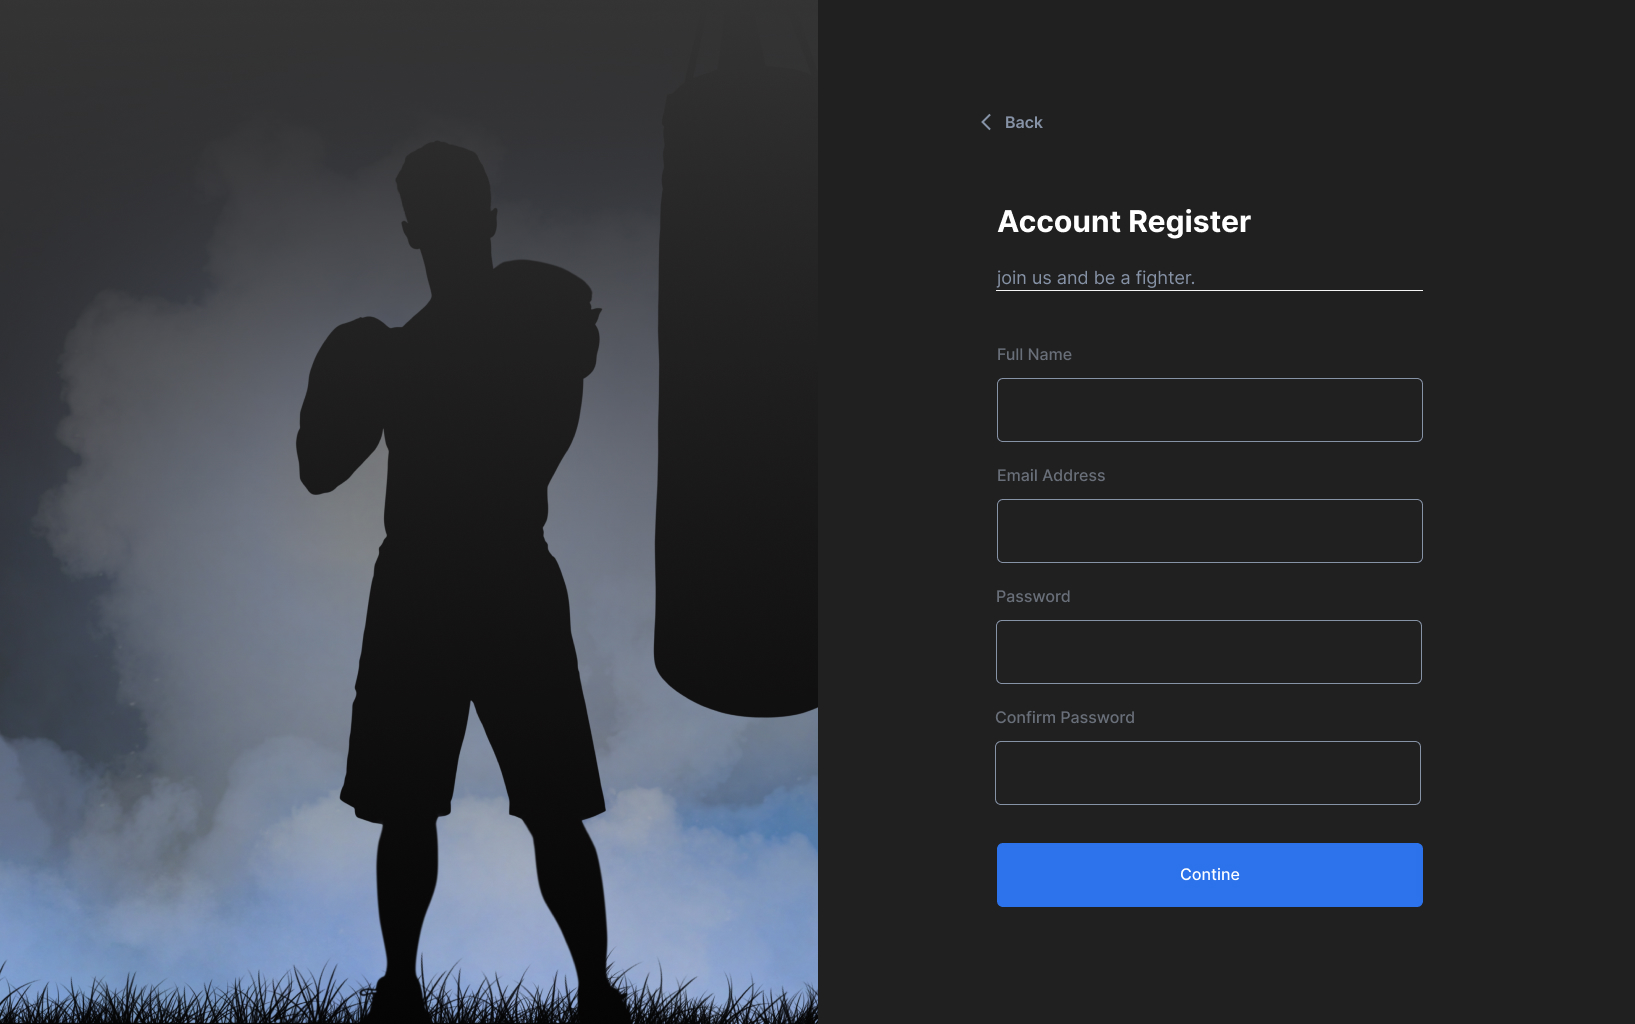 Back
Account Register
join us and be a fighter.
Full Name
Email Address
Password
Confirm Password
Contine